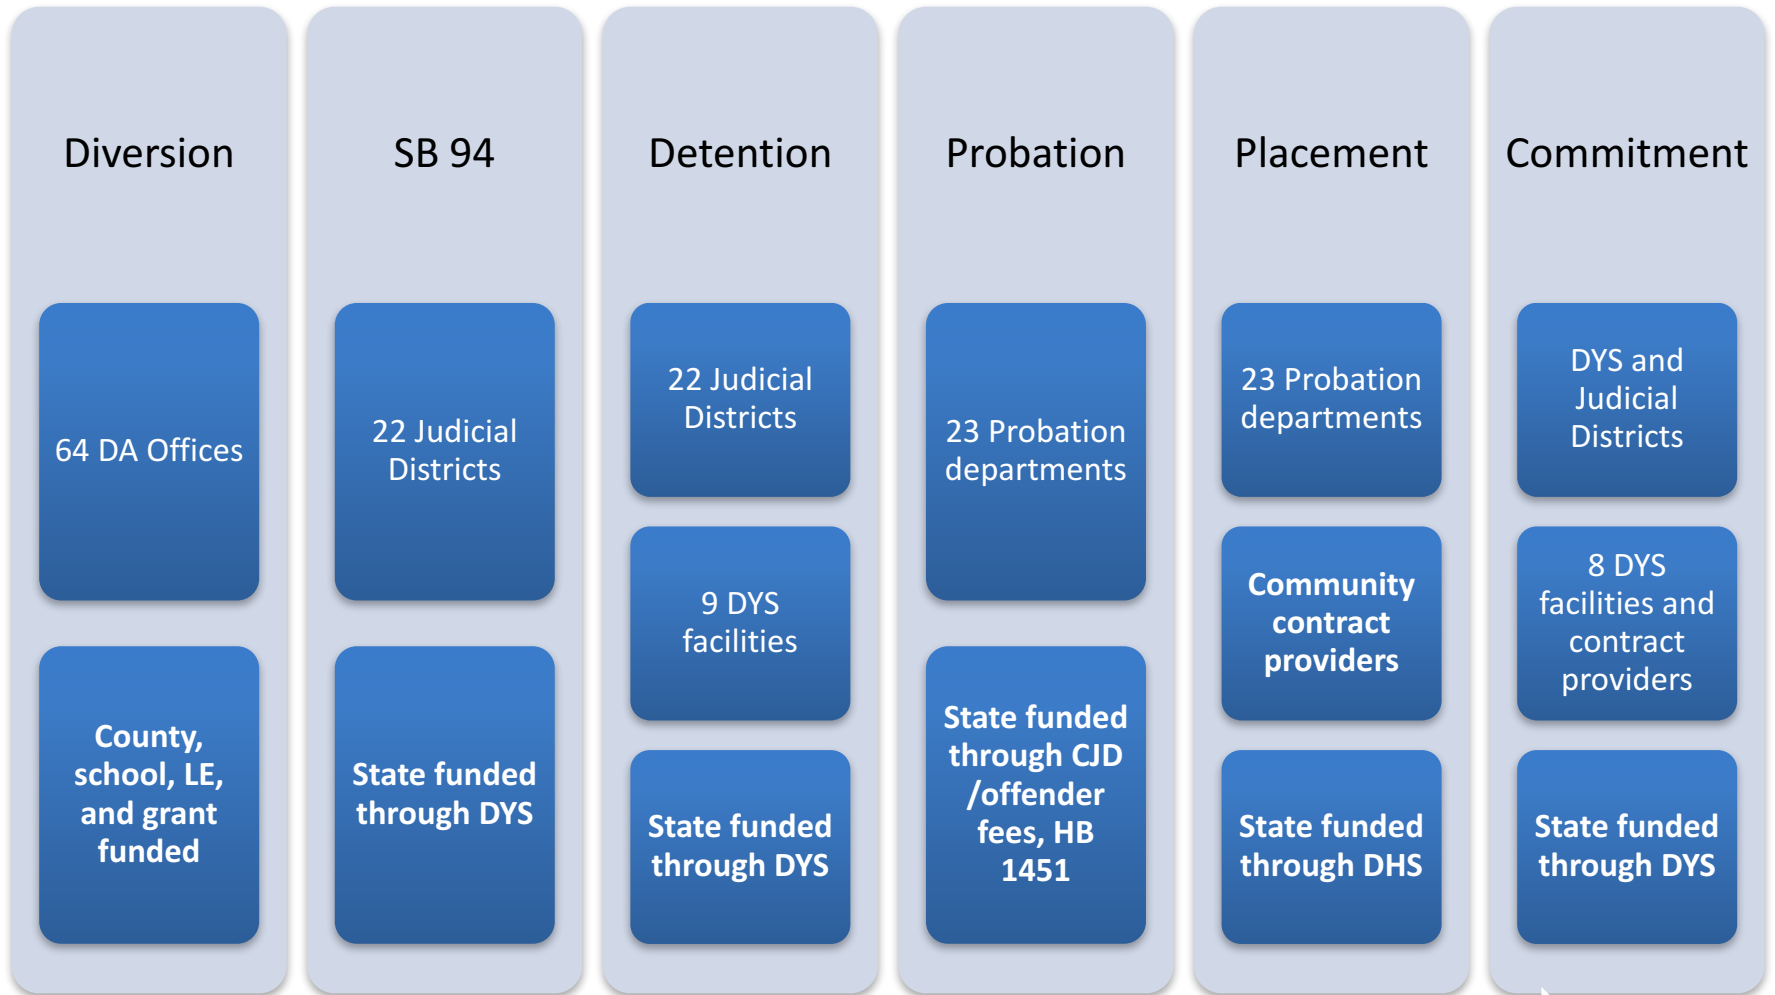 Diversion
64 DA Offices
County,
school, LE,
and grant
funded
SB 94
22 Judicial
Districts
State funded
through DYS
Detention
22 Judicial
Districts
9 DYS
facilities
State funded
through DYS
Probation
23 Probation
departments
State funded
through CJD
/offender
fees, HB
1451
Placement
23 Probation
departments
Community
contract
providers
State funded
through DHS
Commitment
DYS and
Judicial
Districts
8 DYS
facilities and
contract
providers
State funded
through DYS